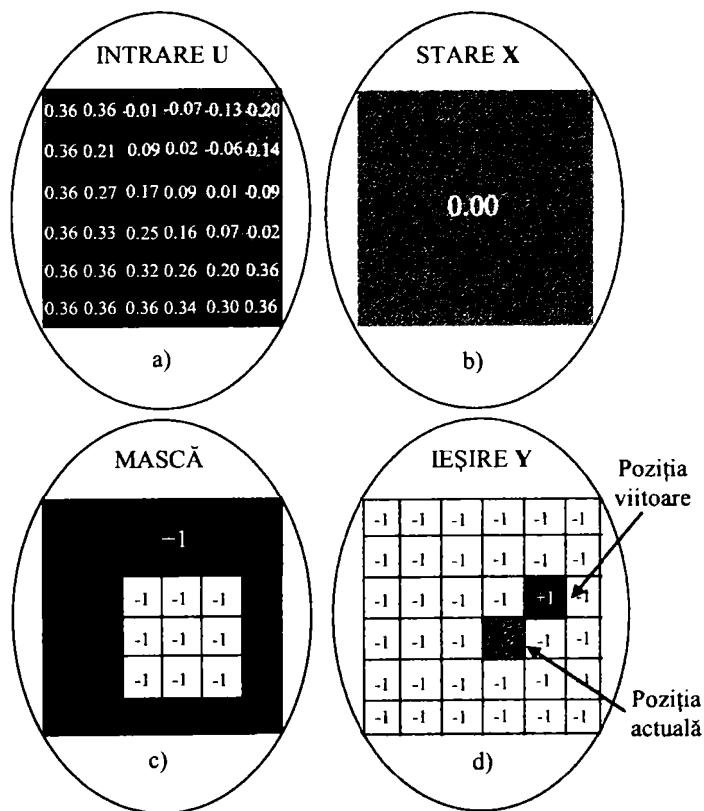 INTRARE U
0.36 0.36 -0.01 -0.07 -0.13 -0.20
0.36 0.21 0.09 0.02 -0.06 -0.14
0.36 0.27 0.17 0.09 0.01 -0.09
0.36 0.33 0.25 0.16 0.07 -0.02
0.36 0.36 0.32 0.26 0.20 0.36
0.36 0.36 0.36 0.34 0.30 0.36
a)
STARE X
0.00
b)
MASCĂ
-1
-1 -1 -1
-1 -1 -1
-1 -1 -1
c)
IEȘIRE Y
-1 -1 -1 -1 -1 -1
-1 -1 -1 -1 -1 -1
-1 -1 -1 -1 +1 -1
-1 -1 -1 -1 -1
-1 -1 -1 -1 -1 -1
-1 -1 -1 -1 -1 -1
d)
Poziția
viitoare
Poziția
actuală